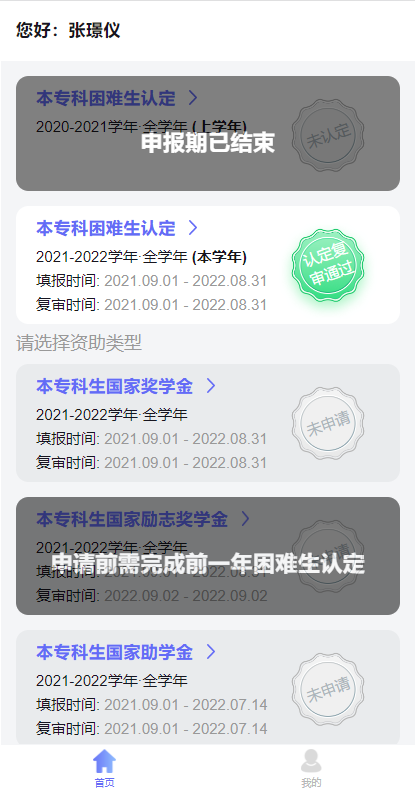 您好：张璟仪
本专科困难生认定
2020-2021学年·全学年 (上学年)
未认定
申报期已结束
本专科困难生认定
2021-2022学年·全学年 (本学年)
填报时间: 2021.09.01 - 2022.08.31
复审时间: 2021.09.01 - 2022.08.31
认定复
审通过
请选择资助类型
本专科生国家奖学金
2021-2022学年·全学年
填报时间: 2021.09.01 - 2022.08.31
复审时间: 2021.09.01 - 2022.08.31
未申请
本专科生国家励志奖学金
2021-2022学年·全学年
申请前需完成前一年困难生认定
复审时间: 2022.09.02 - 2022.09.02
本专科生国家助学金
2021-2022学年·全学年
填报时间: 2021.09.01 - 2022.07.14
复审时间: 2021.09.01 - 2022.07.14
未申请
首页
我的